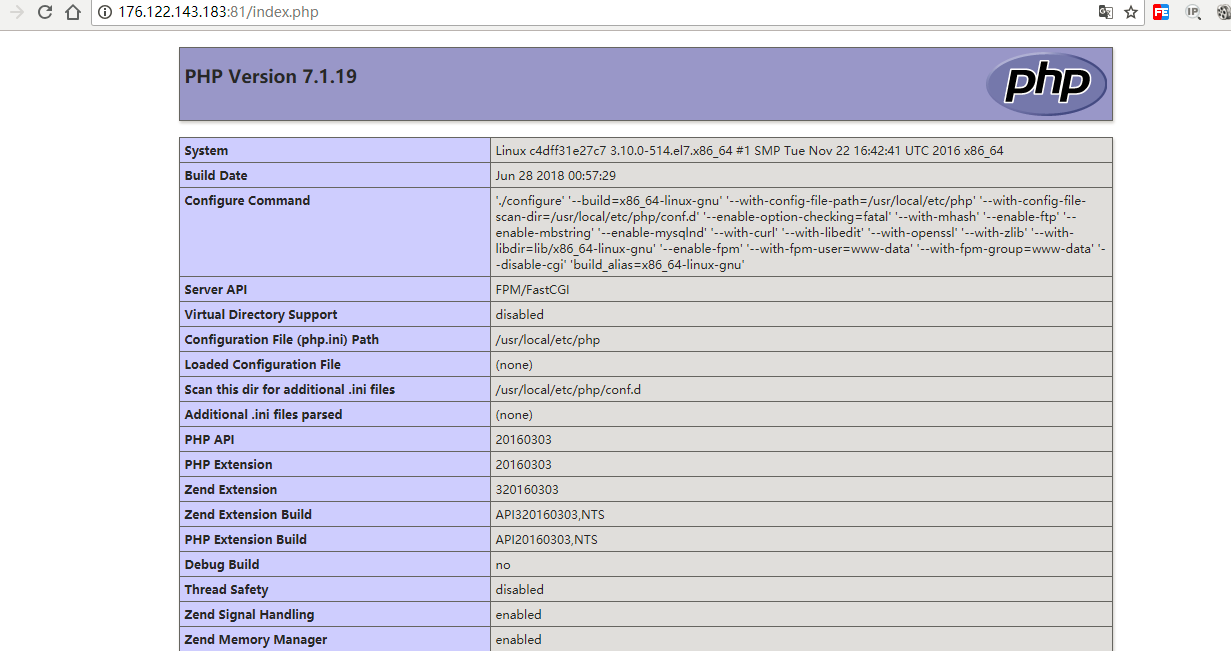 176.122.143.183:81/index.php
FE
IP
PHP Version 7.1.19
php
System Linux c4dff31e27c7 3.10.0-514.el7.x86_64 #1 SMP Tue Nov 22 16:42:41 UTC 2016 x86_64
Build Date Jun 28 2018 00:57:29
Configure Command './configure' '--build=x86_64-linux-gnu' '--with-config-file-path=/usr/local/etc/php' '--with-config-file-
scan-dir=/usr/local/etc/php/conf.d' '--enable-option-checking=fatal' '--with-mhash' '--enable-ftp' '--
enable-mbstring' '--enable-mysqlnd' '--with-curl' '--with-libedit' '--with-openssl' '--with-zlib' '--with-
libdir=lib/x86_64-linux-gnu' '--enable-fpm' '--with-fpm-user=www-data' '--with-fpm-group=www-data' '-
-disable-cgi' 'build_alias=x86_64-linux-gnu'
Server API FPM/FastCGI
Virtual Directory Support disabled
Configuration File (php.ini) Path /usr/local/etc/php
Loaded Configuration File (none)
Scan this dir for additional .ini files /usr/local/etc/php/conf.d
Additional .ini files parsed (none)
PHP API 20160303
PHP Extension 20160303
Zend Extension 320160303
Zend Extension Build API320160303,NTS
PHP Extension Build API20160303,NTS
Debug Build no
Thread Safety disabled
Zend Signal Handling enabled
Zend Memory Manager enabled